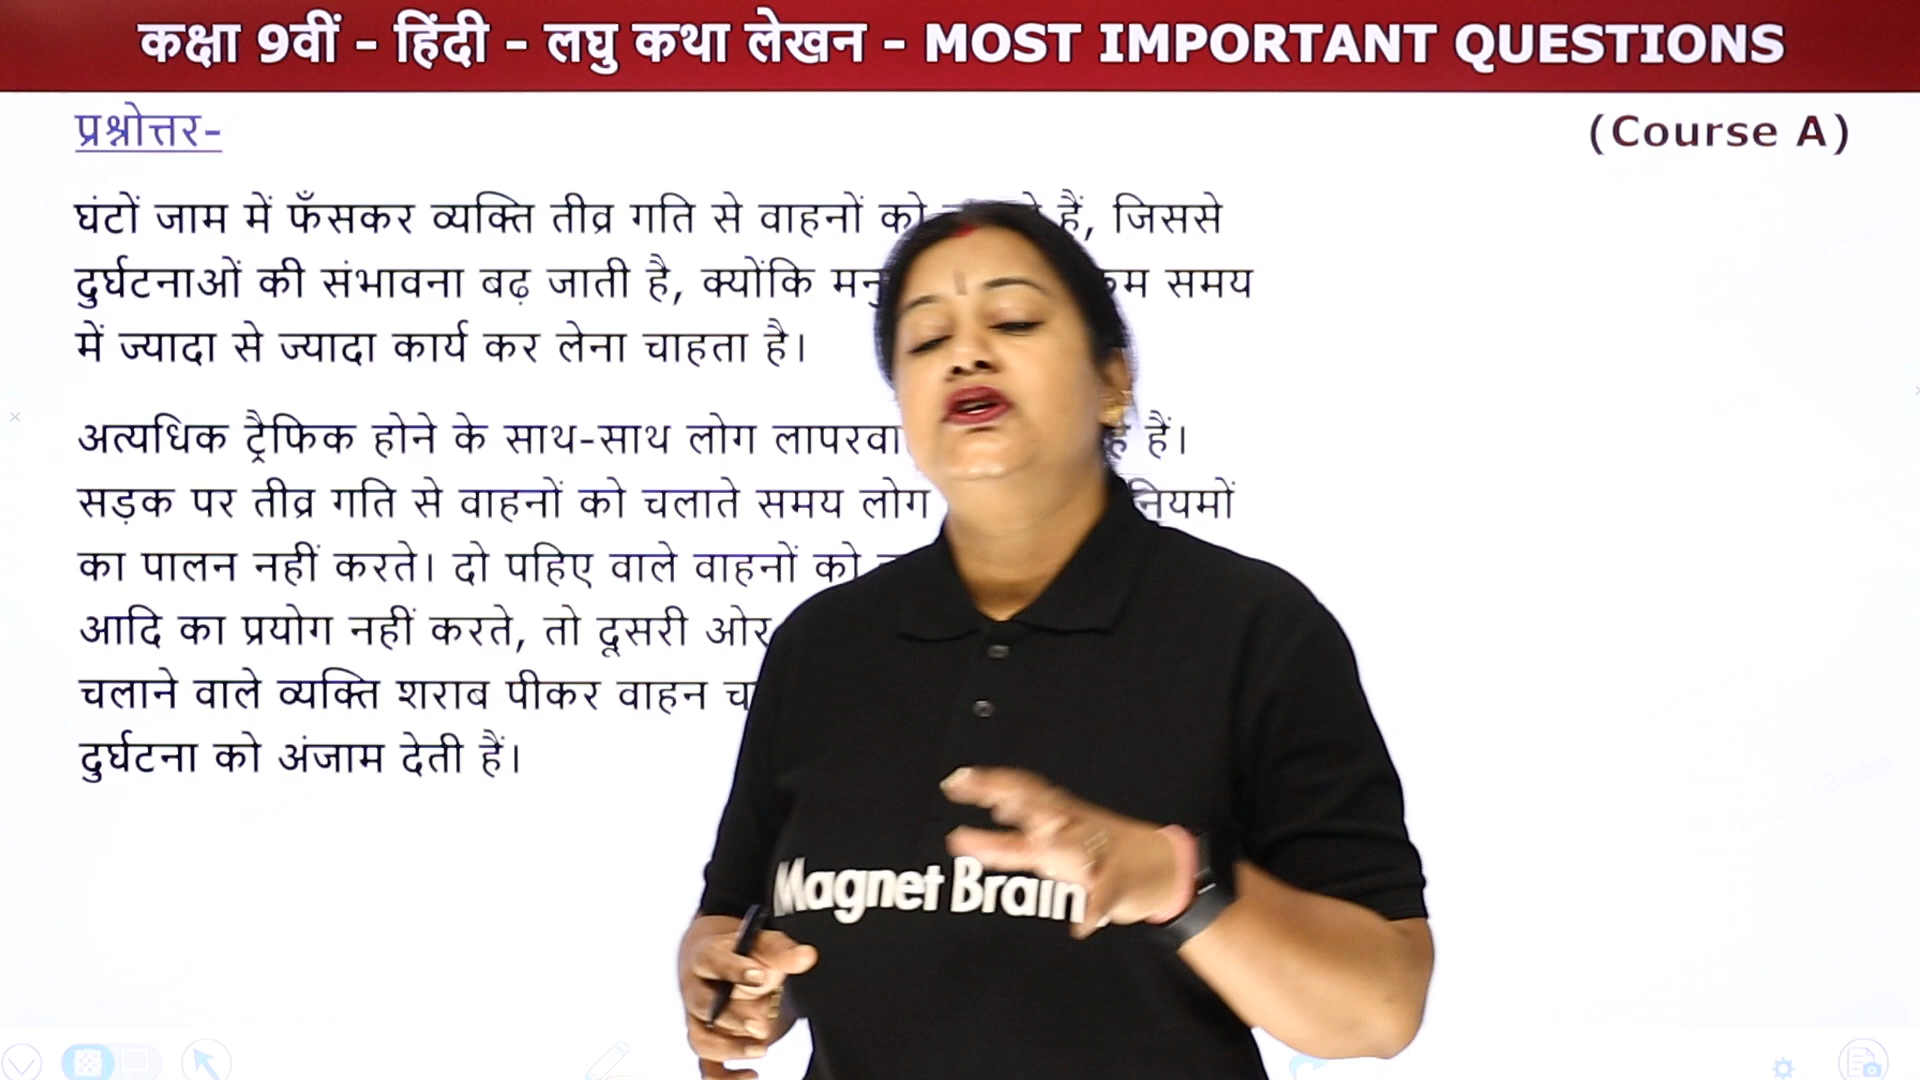 कक्षा 9वीं - हिंदी - लघु कथा लेखन - MOST IMPORTANT QUESTIONS
प्रश्नोत्तर-
(Course A)
घंटों जाम में फँसकर व्यक्ति तीव्र गति से वाहनों को हैं, जिससे
दुर्घटनाओं की संभावना बढ़ जाती है, क्योंकि समय
में ज्यादा से ज्यादा कार्य कर लेना चाहता है।
अत्यधिक ट्रैफिक होने के साथ-साथ लोग हैं।
सड़क पर तीव्र गति से वाहनों को चलाते समय लोग नियमों
का पालन नहीं करते। दो पहिए वाले वाहनों को
आदि का प्रयोग नहीं करते, तो दूसरी ओर
चलाने वाले व्यक्ति शराब पीकर वाहन
दुर्घटना को अंजाम देती हैं।
Magnet Brain